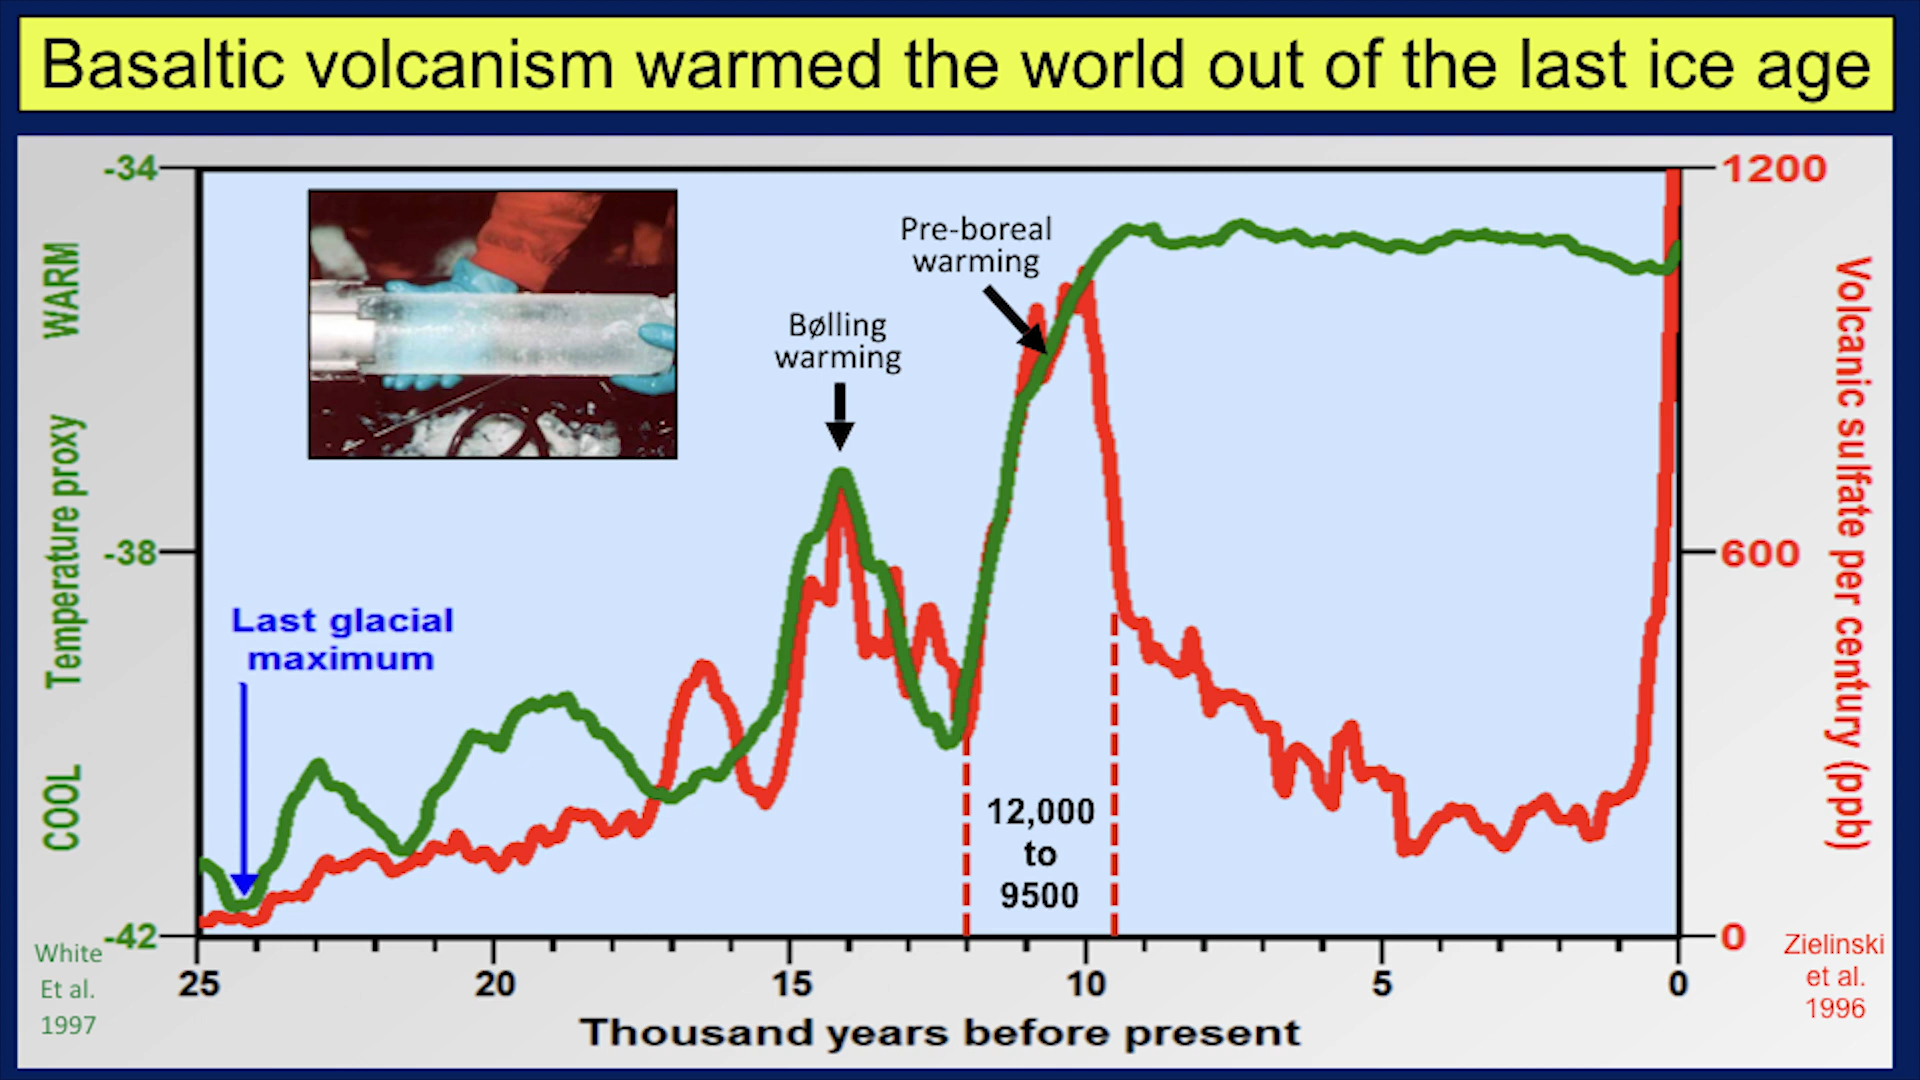 Basaltic volcanism warmed the world out of the last ice age
-34
-38
-42
WARM
Temperature proxy
COOL
White
Et al.
1997
Last glacial
maximum
Bølling
warming
Pre-boreal
warming
12,000
to
9500
1200
600
0
Volcanic sulfate per century (ppb)
Zielinski
et al.
1996
25
20
15
10
5
0
Thousand years before present